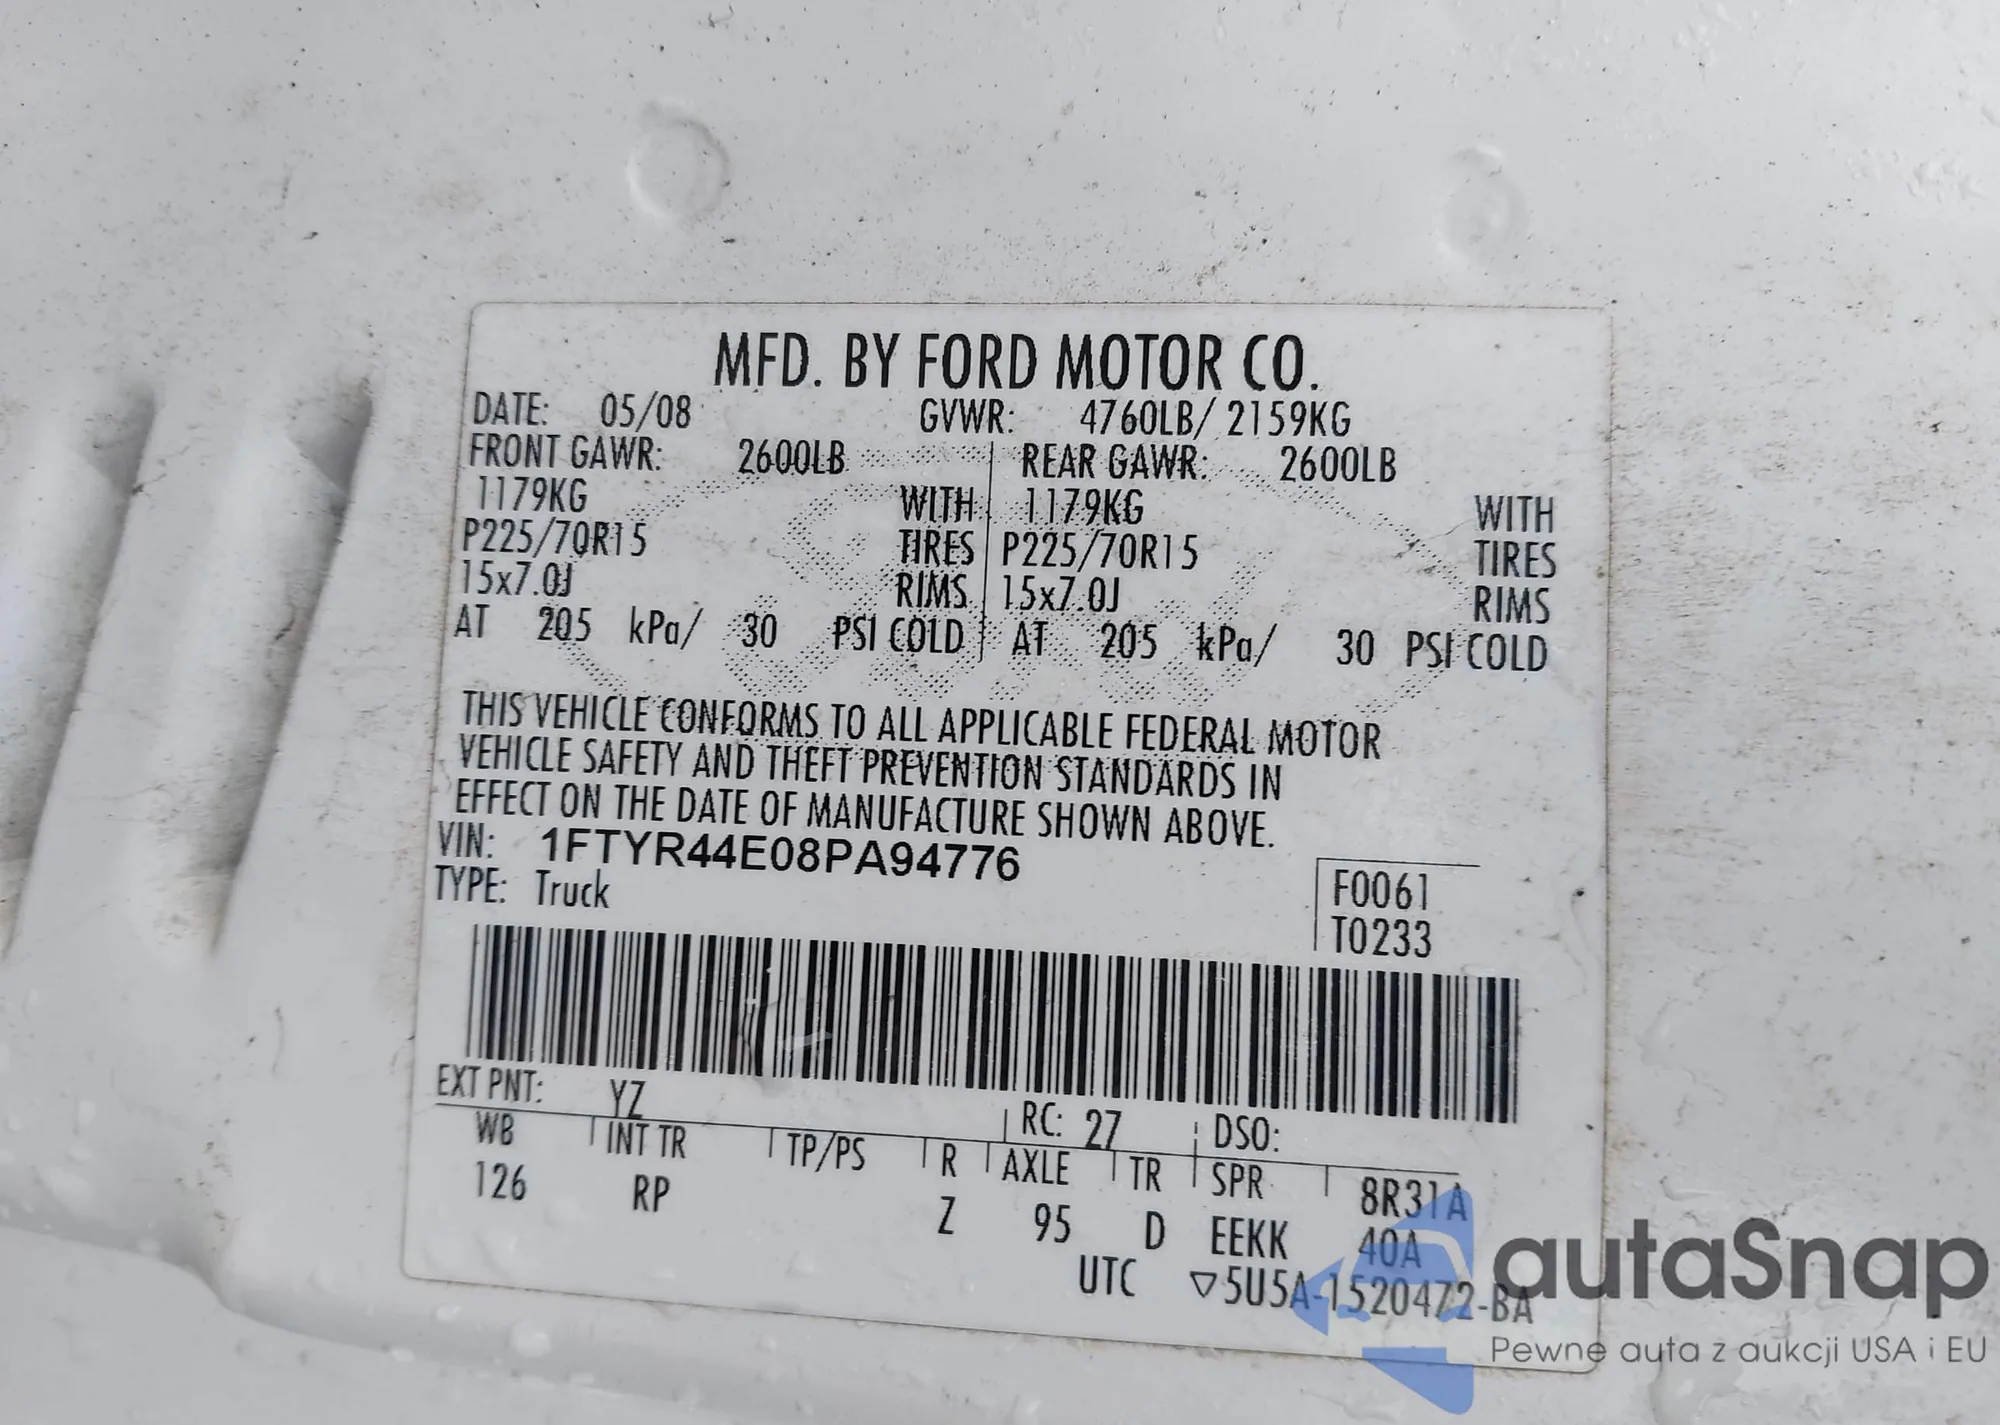 MFD. BY FORD MOTOR CO.
DATE: 05/08 GVWR: 4760LB/ 2159KG
FRONT GAWR: 2600LB REAR GAWR: 2600LB
1179KG WITH 1179KG WITH
P225/70R15 TIRES P225/70R15 TIRES
15x7.0J RIMS 15x7.0J RIMS
AT 205 kPa/ 30 PSI COLD AT 205 kPa/ 30 PSI COLD
THIS VEHICLE CONFORMS TO ALL APPLICABLE FEDERAL MOTOR
VEHICLE SAFETY AND THEFT PREVENTION STANDARDS IN
EFFECT ON THE DATE OF MANUFACTURE SHOWN ABOVE.
VIN: 1FTYR44E08PA94776
TYPE: Truck
F0061
T0233
EXT PNT: YZ RC: 27 DSO:
WB INT TR TP/PS R AXLE TR SPR 8R31A
126 RP Z 95 D EEKK 40A
UTC ▽5U5A-1520472-BA
autaSnap
Pewne auta z aukcji USA i EU